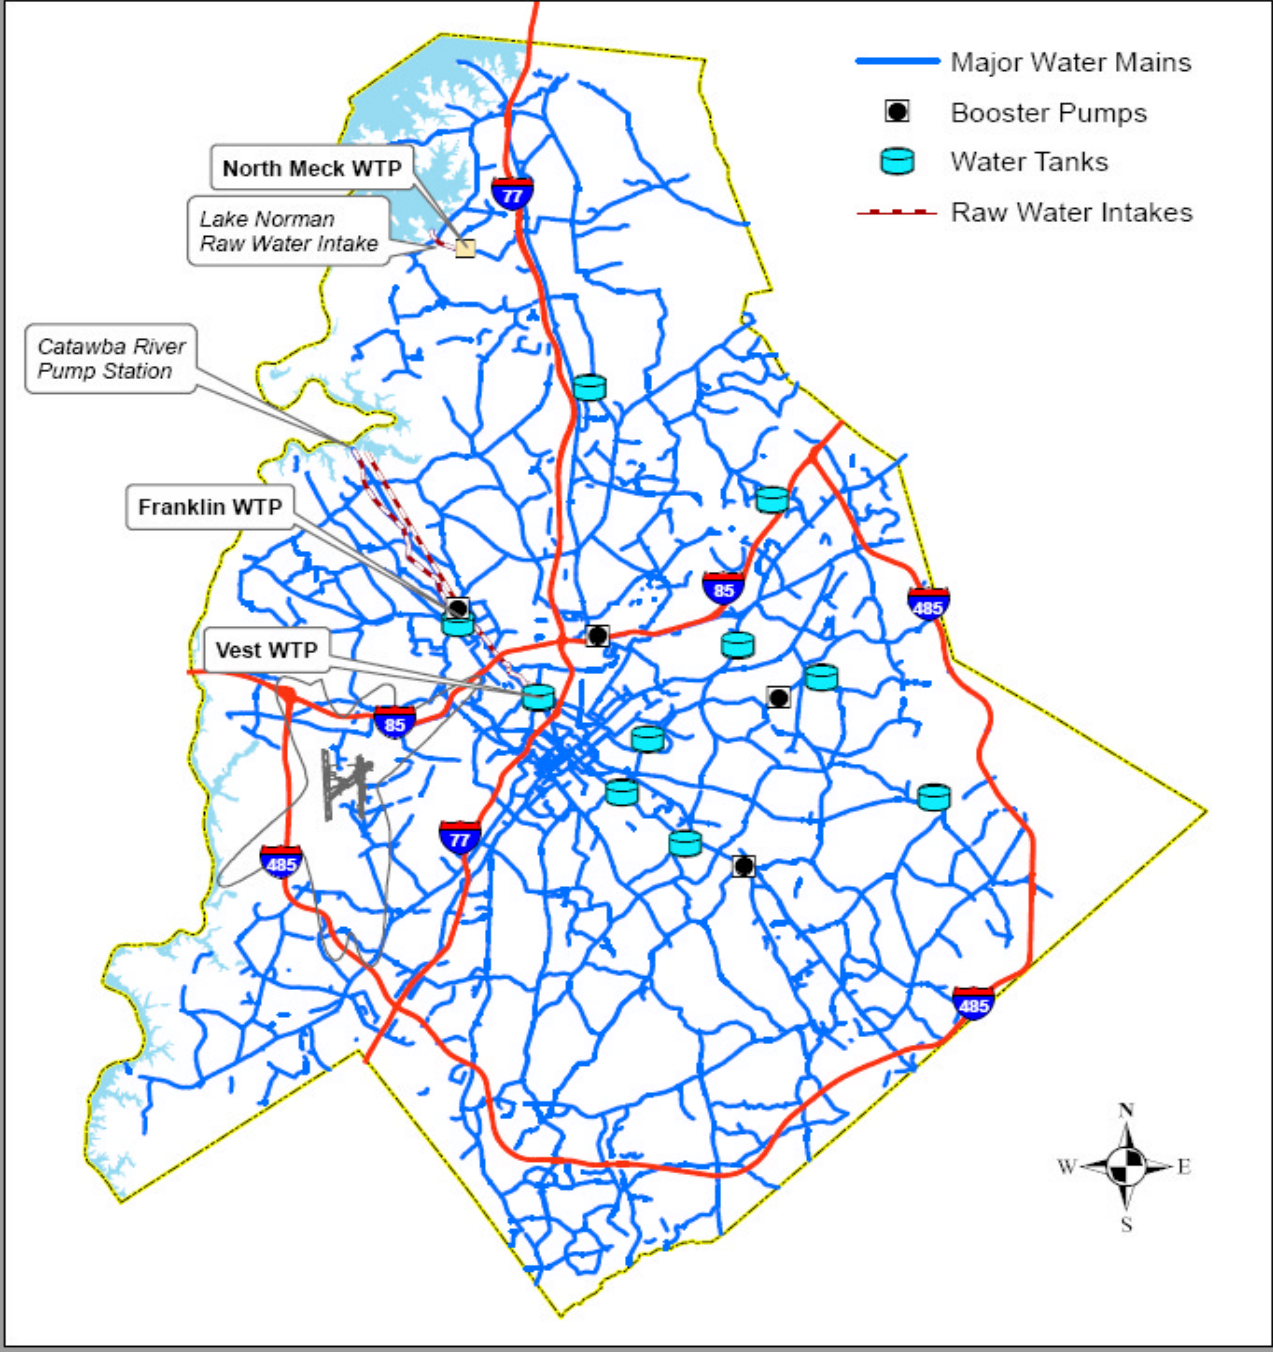 Major Water Mains
Booster Pumps
Water Tanks
Raw Water Intakes
North Meck WTP
77
Lake Norman
Raw Water Intake
Catawba River
Pump Station
Franklin WTP
85
485
Vest WTP
85
77
485
485
N
W E
S